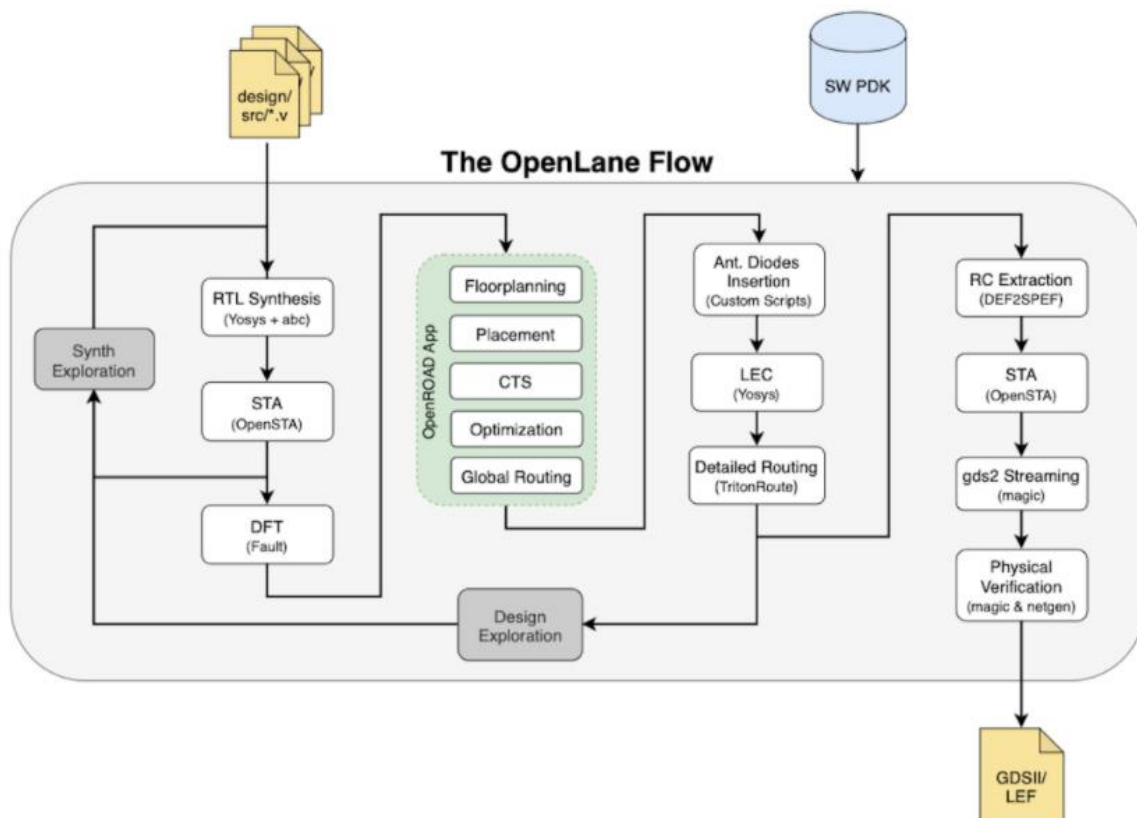 design/
src/*.v
SW PDK
The OpenLane Flow
RTL Synthesis
(Yosys + abc)
Synth
Exploration
STA
(OpenSTA)
DFT
(Fault)
OpenROAD App
Floorplanning
Placement
CTS
Optimization
Global Routing
Design
Exploration
Ant. Diodes
Insertion
(Custom Scripts)
LEC
(Yosys)
Detailed Routing
(TritonRoute)
RC Extraction
(DEF2SPEF)
STA
(OpenSTA)
gds2 Streaming
(magic)
Physical
Verification
(magic & netgen)
GDSII/
LEF